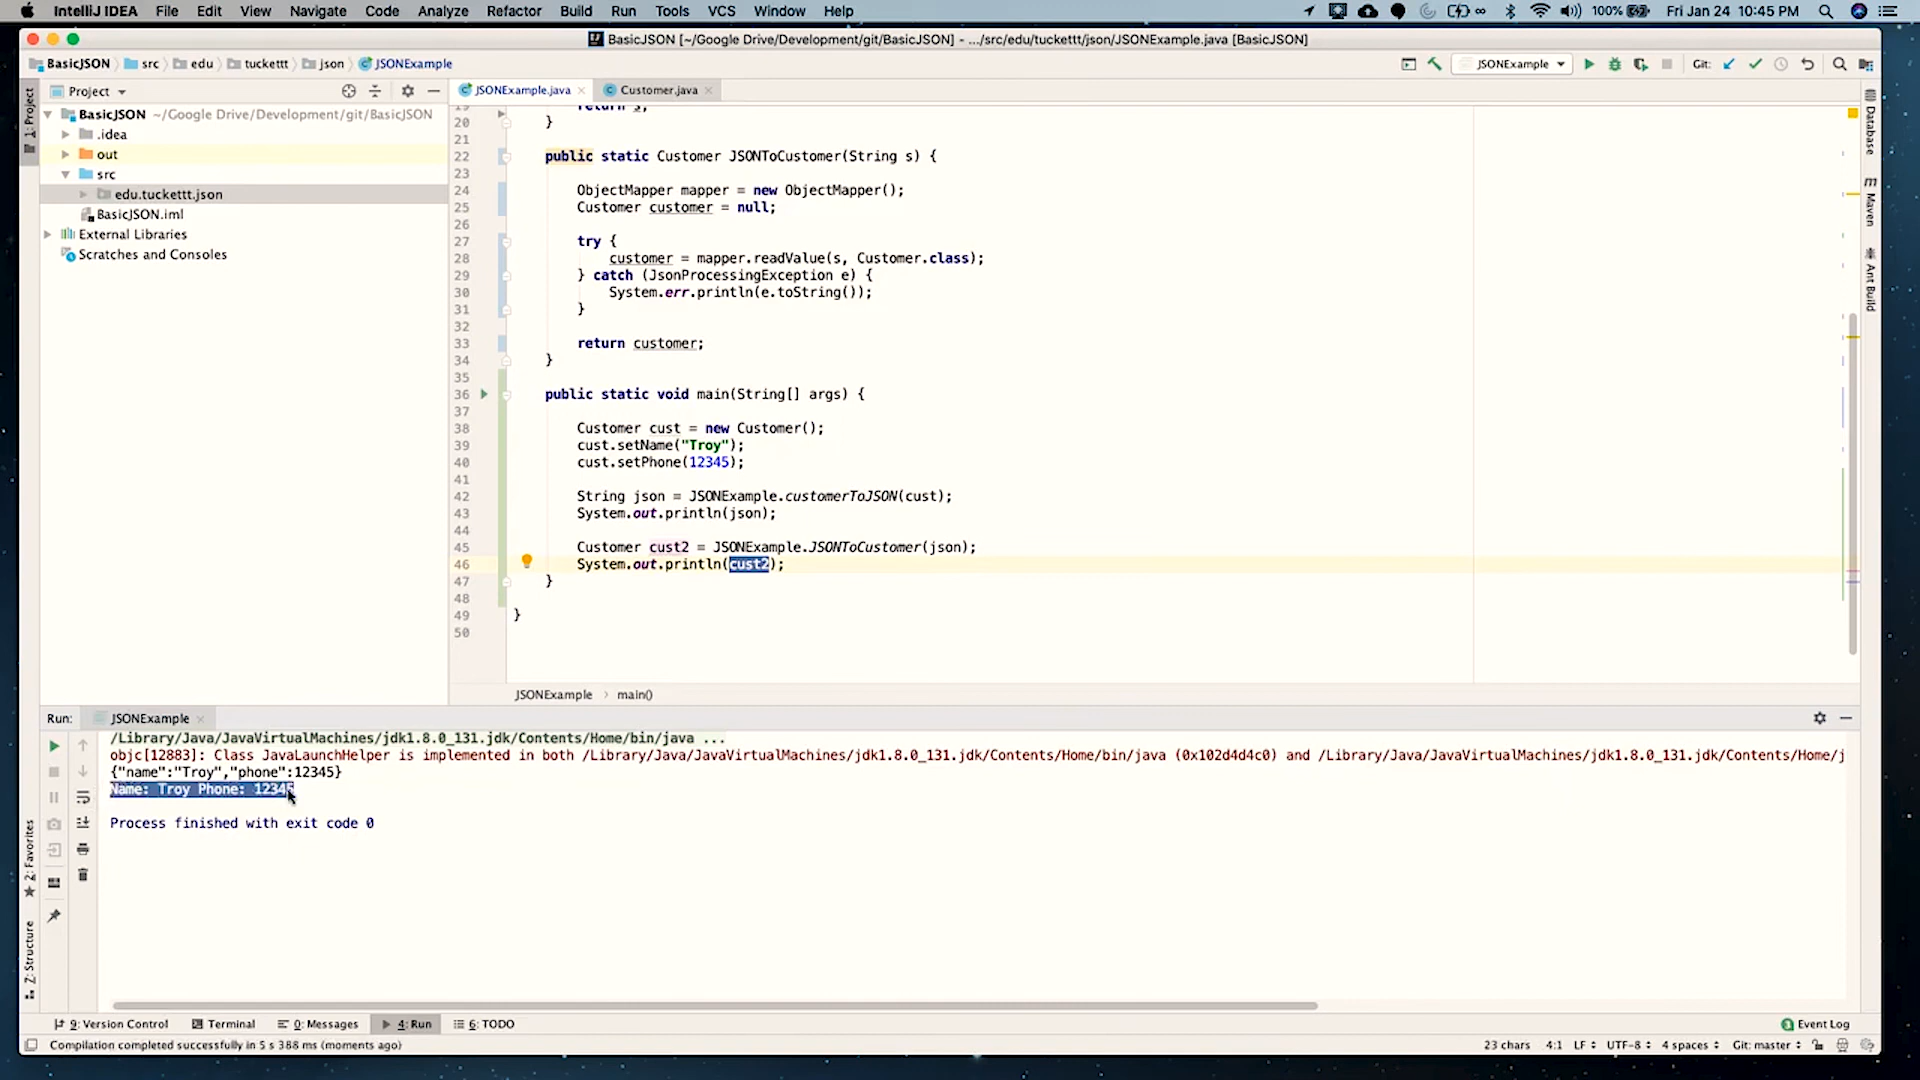 IntelliJ IDEA File Edit View Navigate Code Analyze Refactor Build Run Tools VCS Window Help 100% Fri Jan 24 10:45 PM
BasicJSON [~/Google Drive/Development/git/BasicJSON] - .../src/edu/tuckettt/json/JSONExample.java [BasicJSON]
BasicJSON src edu tuckettt json JSONExample JSONExample Git:
1: Project
Project
JSONExample.java Customer.java
BasicJSON ~/Google Drive/Development/git/BasicJSON
.idea
out
src
edu.tuckettt.json
BasicJSON.iml
External Libraries
Scratches and Consoles
19 return s;
20 }
21
22 public static Customer JSONToCustomer(String s) {
23
24 ObjectMapper mapper = new ObjectMapper();
25 Customer customer = null;
26
27 try {
28 customer = mapper.readValue(s, Customer.class);
29 } catch (JsonProcessingException e) {
30 System.err.println(e.toString());
31 }
32
33 return customer;
34 }
35
36 public static void main(String[] args) {
37
38 Customer cust = new Customer();
39 cust.setName("Troy");
40 cust.setPhone(12345);
41
42 String json = JSONExample.customerToJSON(cust);
43 System.out.println(json);
44
45 Customer cust2 = JSONExample.JSONToCustomer(json);
46 System.out.println(cust2);
47 }
48
49 }
50
JSONExample › main()
Database
Maven
Ant Build
Run: JSONExample
/Library/Java/JavaVirtualMachines/jdk1.8.0_131.jdk/Contents/Home/bin/java ...
objc[12883]: Class JavaLaunchHelper is implemented in both /Library/Java/JavaVirtualMachines/jdk1.8.0_131.jdk/Contents/Home/bin/java (0x102d4d4c0) and /Library/Java/JavaVirtualMachines/jdk1.8.0_131.jdk/Contents/Home/j
{"name":"Troy","phone":12345}
Name: Troy Phone: 12345
Process finished with exit code 0
2: Favorites
Z: Structure
9: Version Control Terminal 0: Messages 4: Run 6: TODO 3 Event Log
Compilation completed successfully in 5 s 388 ms (moments ago) 23 chars 4:1 LF UTF-8 4 spaces Git: master